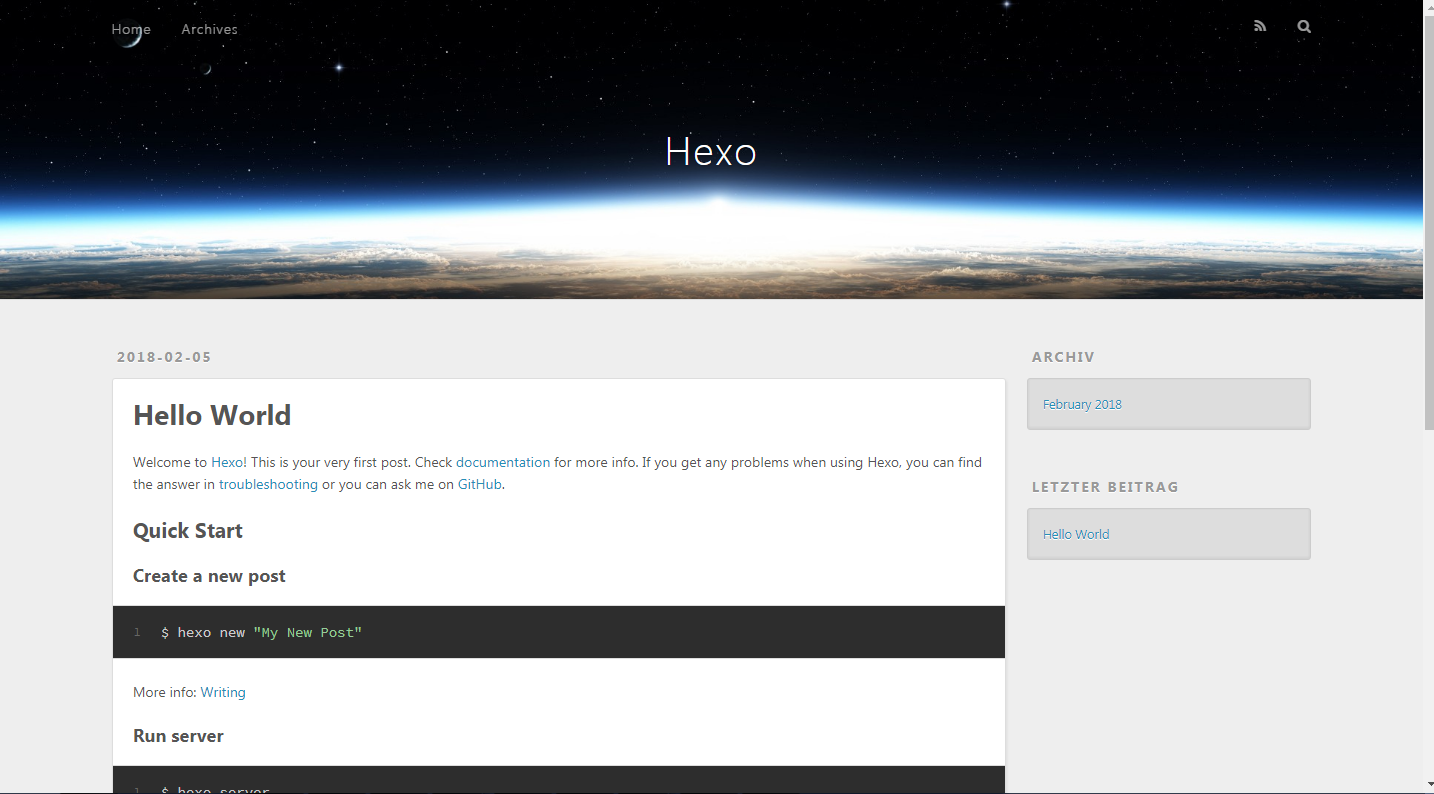 Home Archives
Hexo
2018-02-05
Hello World
Welcome to Hexo! This is your very first post. Check documentation for more info. If you get any problems when using Hexo, you can find
the answer in troubleshooting or you can ask me on GitHub.
Quick Start
Create a new post
1 $ hexo new "My New Post"
More info: Writing
Run server
1 $ hexo server
ARCHIV
February 2018
LETZTER BEITRAG
Hello World